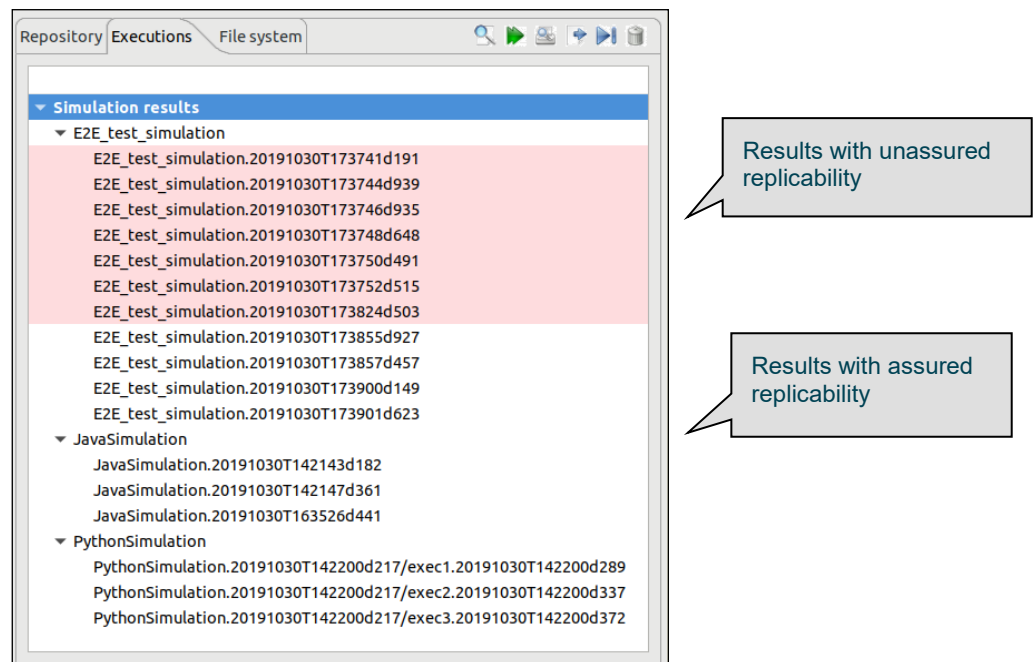 Repository Executions File system
Simulation results
E2E_test_simulation
E2E_test_simulation.20191030T173741d191
E2E_test_simulation.20191030T173744d939
E2E_test_simulation.20191030T173746d935
E2E_test_simulation.20191030T173748d648
E2E_test_simulation.20191030T173750d491
E2E_test_simulation.20191030T173752d515
E2E_test_simulation.20191030T173824d503
E2E_test_simulation.20191030T173855d927
E2E_test_simulation.20191030T173857d457
E2E_test_simulation.20191030T173900d149
E2E_test_simulation.20191030T173901d623
JavaSimulation
JavaSimulation.20191030T142143d182
JavaSimulation.20191030T142147d361
JavaSimulation.20191030T163526d441
PythonSimulation
PythonSimulation.20191030T142200d217/exec1.20191030T142200d289
PythonSimulation.20191030T142200d217/exec2.20191030T142200d337
PythonSimulation.20191030T142200d217/exec3.20191030T142200d372
Results with unassured
replicability
Results with assured
replicability